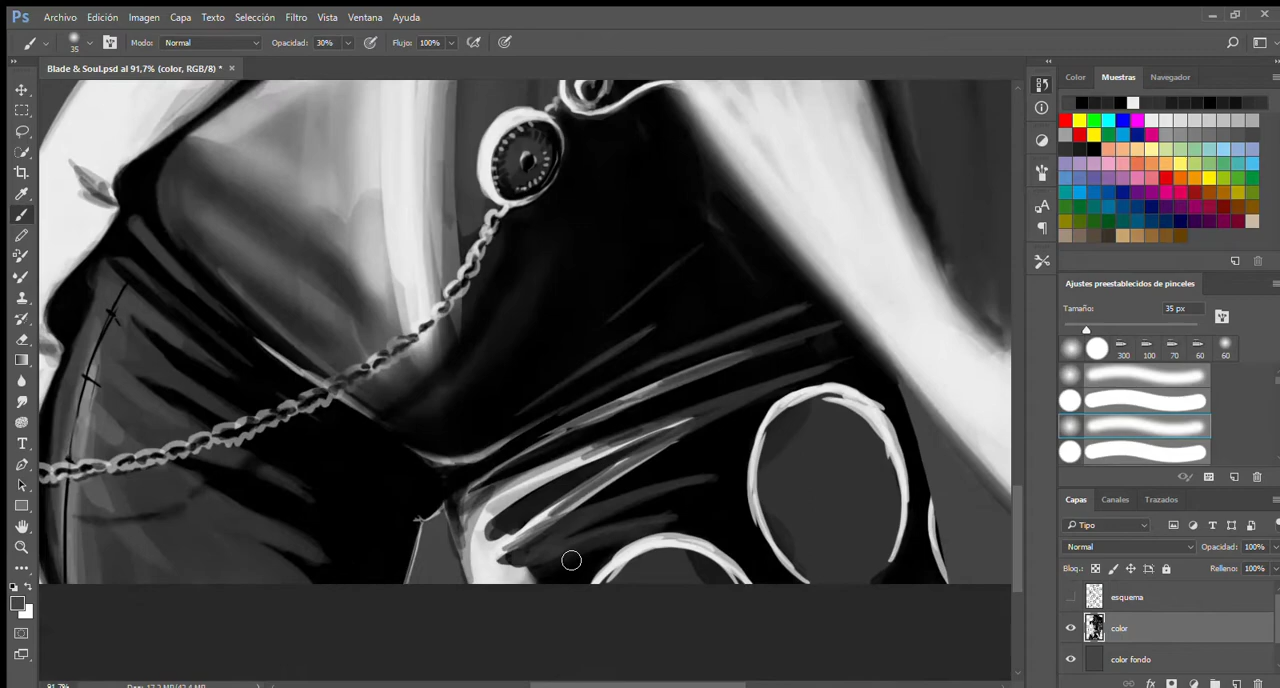 Ps Archivo Edición Imagen Capa Texto Selección Filtro Vista Ventana Ayuda
35 Modo: Normal Opacidad: 30% Flujo: 100%
Blade & Soul.psd al 91,7% (color, RGB/8) * ×
Color Muestras Navegador
Ajustes preestablecidos de pinceles
Tamaño: 35 px
300 100 70 60 60
Capas Canales Trazados
Tipo
Normal Opacidad: 100%
Bloq.: Relleno: 100%
esquema
color
color fondo